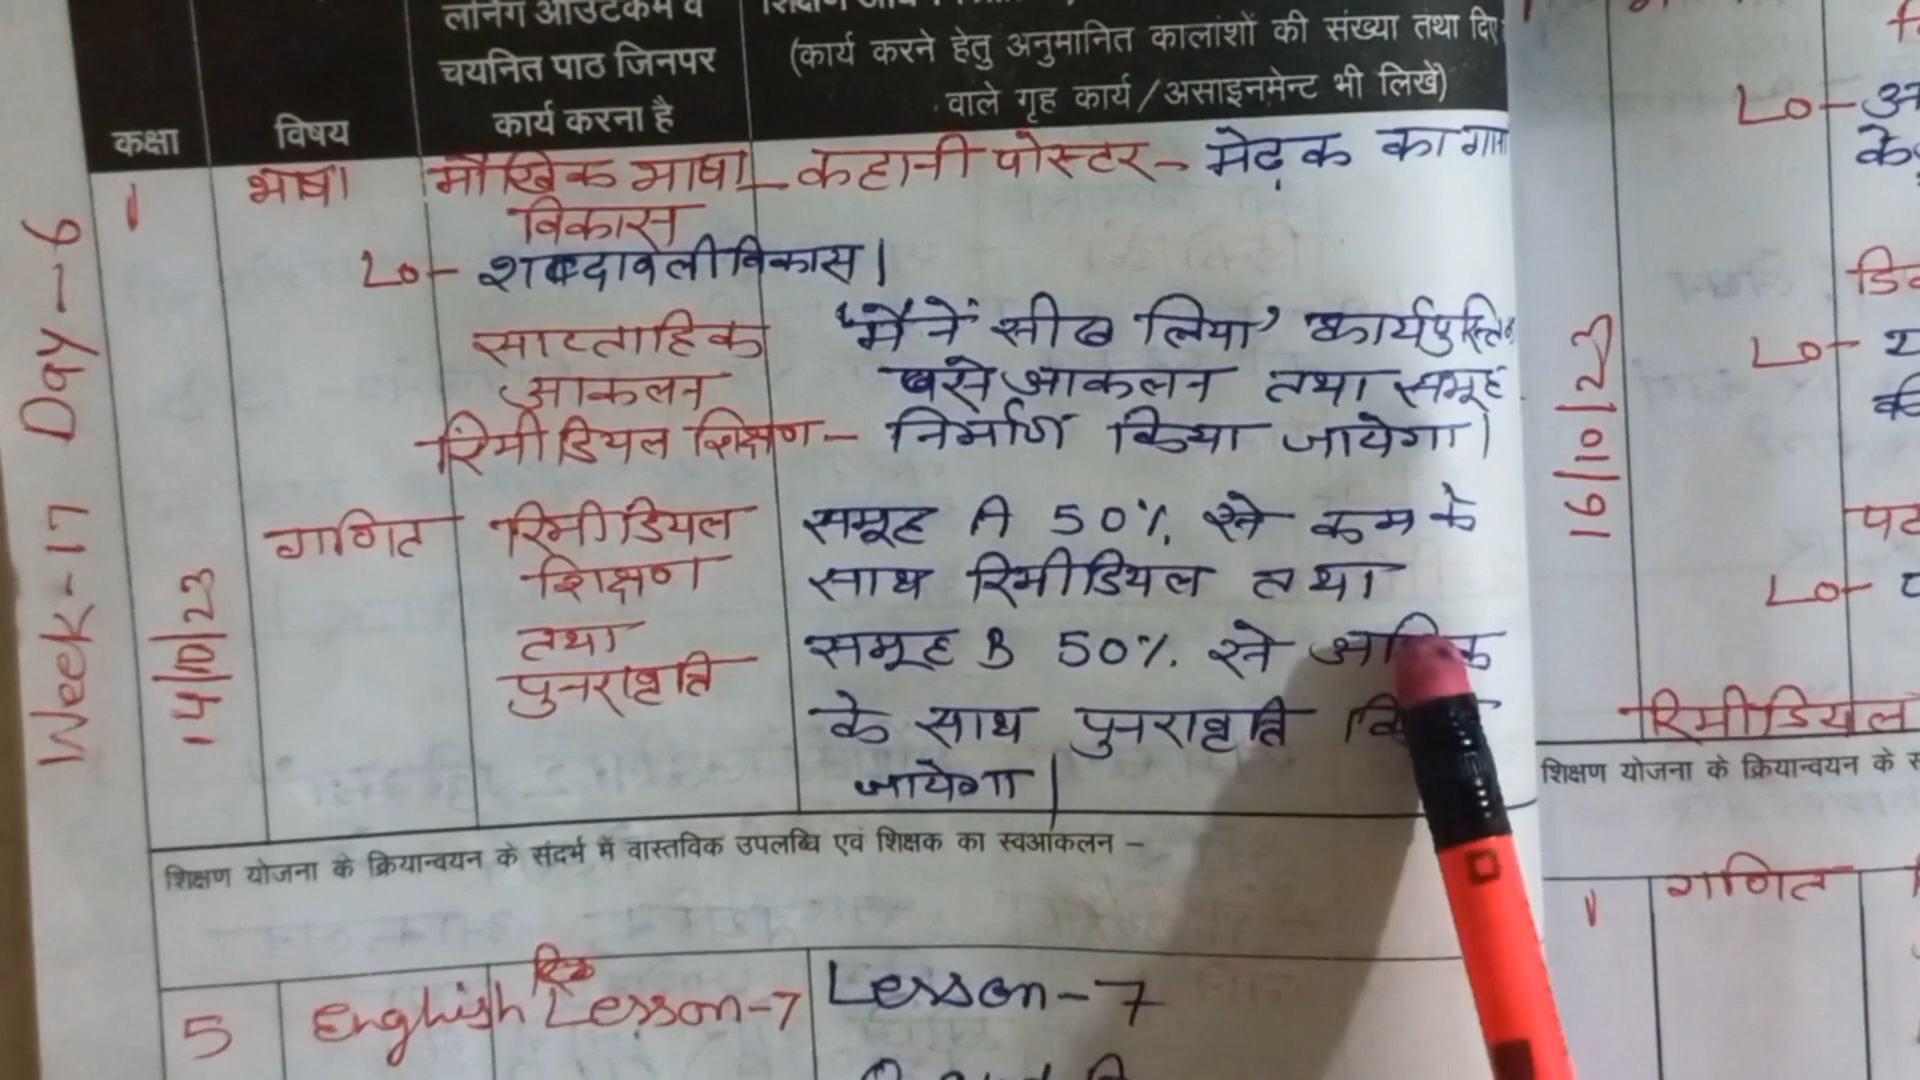 लर्निंग आउटकम व
चयनित पाठ जिनपर
कार्य करना है
(कार्य करने हेतु अनुमानित कालांशों की संख्या तथा दिए
वाले गृह कार्य/असाइनमेन्ट भी लिखें)
कक्षा विषय
1 भाषा मौखिक भाषा – कहानी पोस्टर – मेढ़क का गाना
विकास
LO – शब्दावली विकास।
साप्ताहिक 'मैनें सीख लिया' कार्यपुस्ति
आकलन से आकलन तथा समूह
रिमीडियल शिक्षण – निर्माण किया जायेगा।
गणित रिमीडियल समूह A 50% से कम के
शिक्षण साथ रिमीडियल तथा
तथा समूह B 50% से अधिक
पुनरावृत्ति के साथ पुनरावृत्ति
जायेगा।
Week-17 Day-6
14/10/23
शिक्षण योजना के क्रियान्वयन के संदर्भ में वास्तविक उपलब्धि एवं शिक्षक का स्वआंकलन –
5 English Lesson-7 Lesson-7
LO –
के
LO –
16/10/23
LO –
रिमीडियल
शिक्षण योजना के क्रियान्वयन के
1 गणित